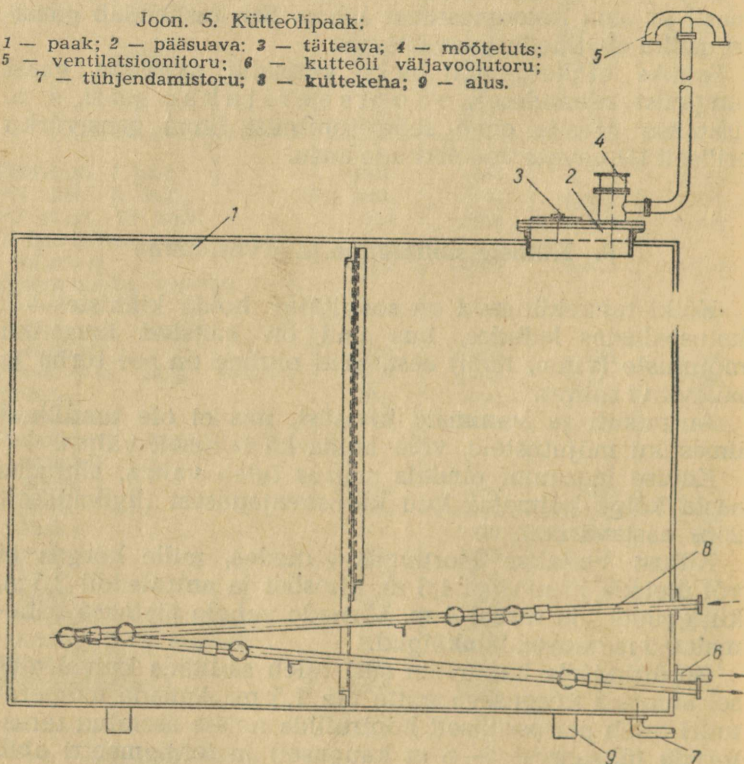 Joon. 5. Kütteõlipaak:
1 — paak; 2 — pääsuava: 3 — täiteava; 4 — mõõtetuts;
5 — ventilatsioonitoru; 6 — kutteõli väljavoolutoru;
7 — tühjendamistoru; 8 — küttekeha; 9 — alus.
5
4
3
2
1
8
6
9
7